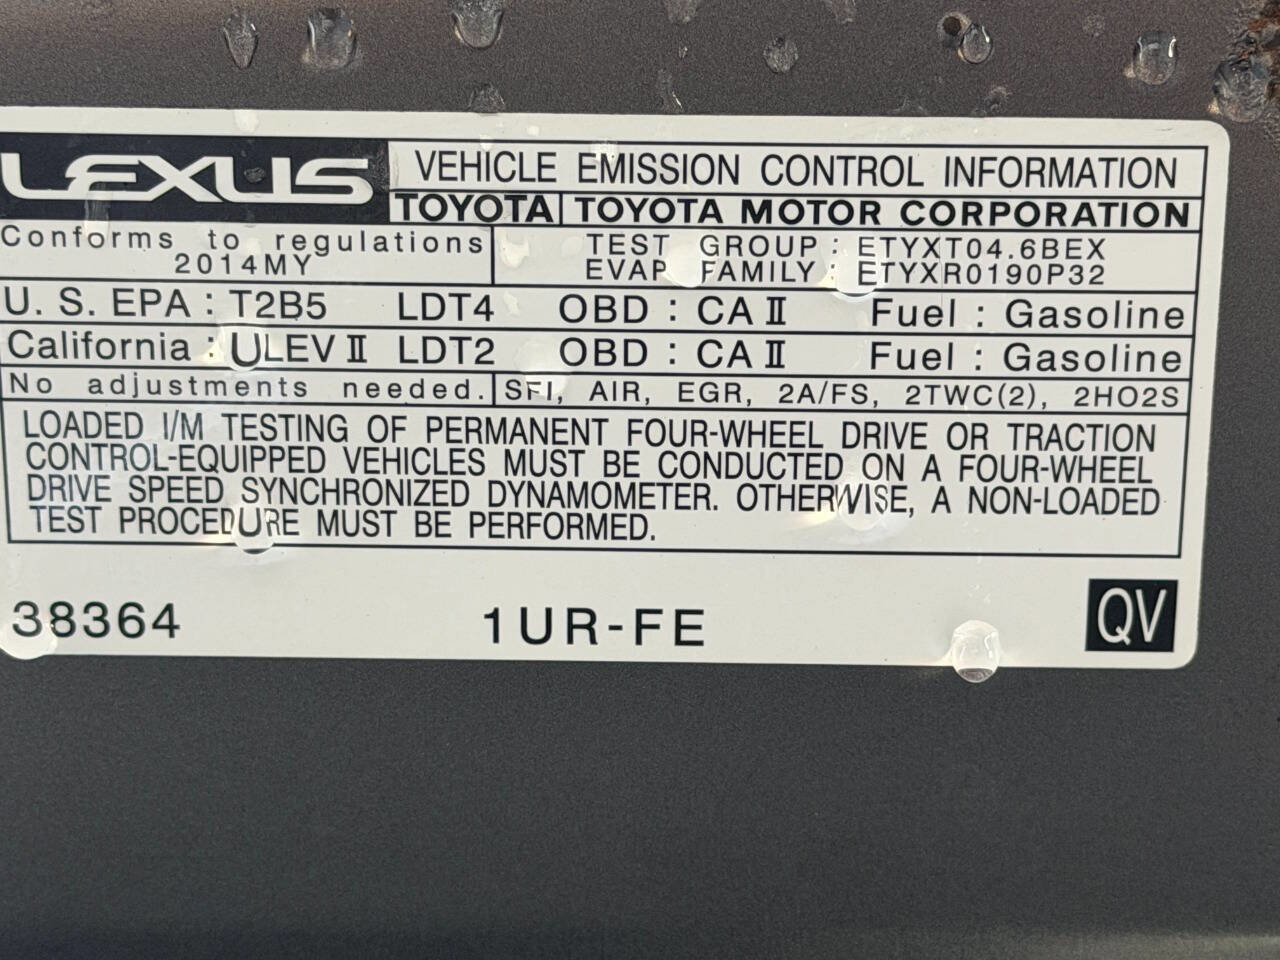 LEXUS
VEHICLE EMISSION CONTROL INFORMATION
TOYOTA TOYOTA MOTOR CORPORATION
Conforms to regulations
2014MY
TEST GROUP : ETYXT04.6BEX
EVAP FAMILY : ETYXR0190P32
U. S. EPA : T2B5 LDT4 OBD : CA II Fuel : Gasoline
California : ULEV II LDT2 OBD : CA II Fuel : Gasoline
No adjustments needed. SFI, AIR, EGR, 2A/FS, 2TWC(2), 2HO2S
LOADED I/M TESTING OF PERMANENT FOUR-WHEEL DRIVE OR TRACTION
CONTROL-EQUIPPED VEHICLES MUST BE CONDUCTED ON A FOUR-WHEEL
DRIVE SPEED SYNCHRONIZED DYNAMOMETER. OTHERWISE, A NON-LOADED
TEST PROCEDURE MUST BE PERFORMED.
38364 1UR-FE QV